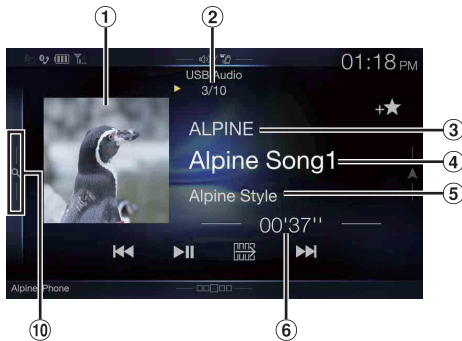 1
2
01:18 PM
USB Audio
3/10
ALPINE
3
Alpine Song1
4
Alpine Style
5
00'37''
10
Alpine Phone
6